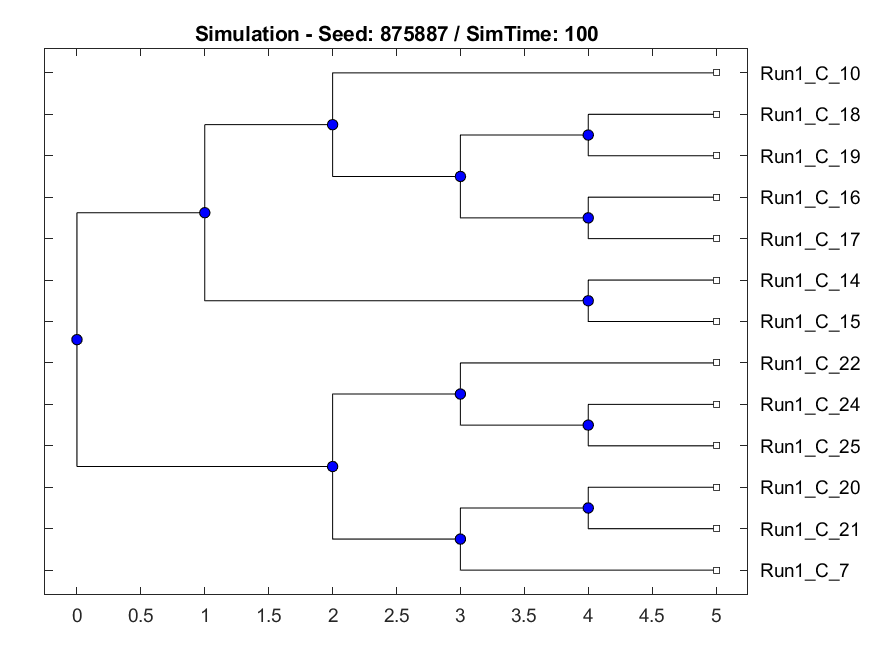 Simulation - Seed: 875887 / SimTime: 100
Run1_C_10
Run1_C_18
Run1_C_19
Run1_C_16
Run1_C_17
Run1_C_14
Run1_C_15
Run1_C_22
Run1_C_24
Run1_C_25
Run1_C_20
Run1_C_21
Run1_C_7
0 0.5 1 1.5 2 2.5 3 3.5 4 4.5 5